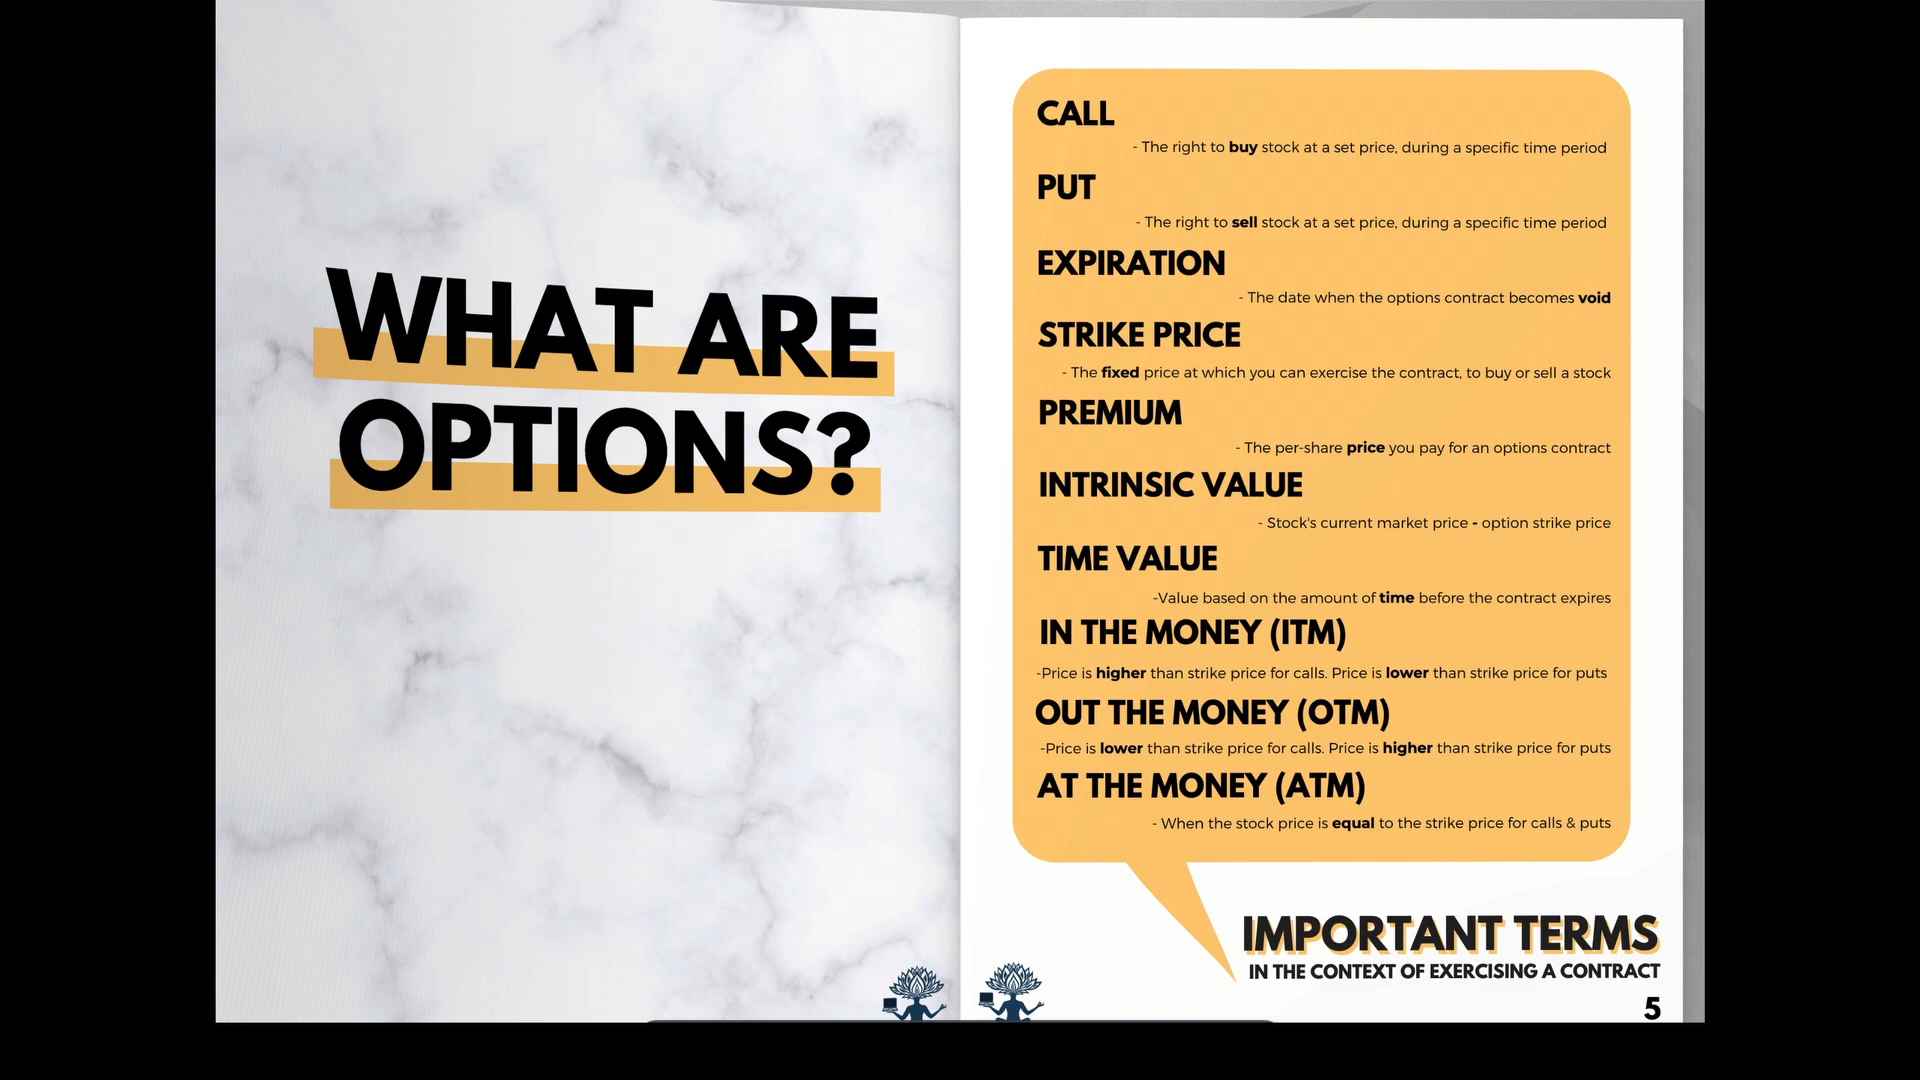 WHAT ARE
OPTIONS?
CALL
- The right to buy stock at a set price, during a specific time period
PUT
- The right to sell stock at a set price, during a specific time period
EXPIRATION
- The date when the options contract becomes void
STRIKE PRICE
- The fixed price at which you can exercise the contract, to buy or sell a stock
PREMIUM
- The per-share price you pay for an options contract
INTRINSIC VALUE
- Stock's current market price - option strike price
TIME VALUE
-Value based on the amount of time before the contract expires
IN THE MONEY (ITM)
-Price is higher than strike price for calls. Price is lower than strike price for puts
OUT THE MONEY (OTM)
-Price is lower than strike price for calls. Price is higher than strike price for puts
AT THE MONEY (ATM)
- When the stock price is equal to the strike price for calls & puts
IMPORTANT TERMS
IN THE CONTEXT OF EXERCISING A CONTRACT
5